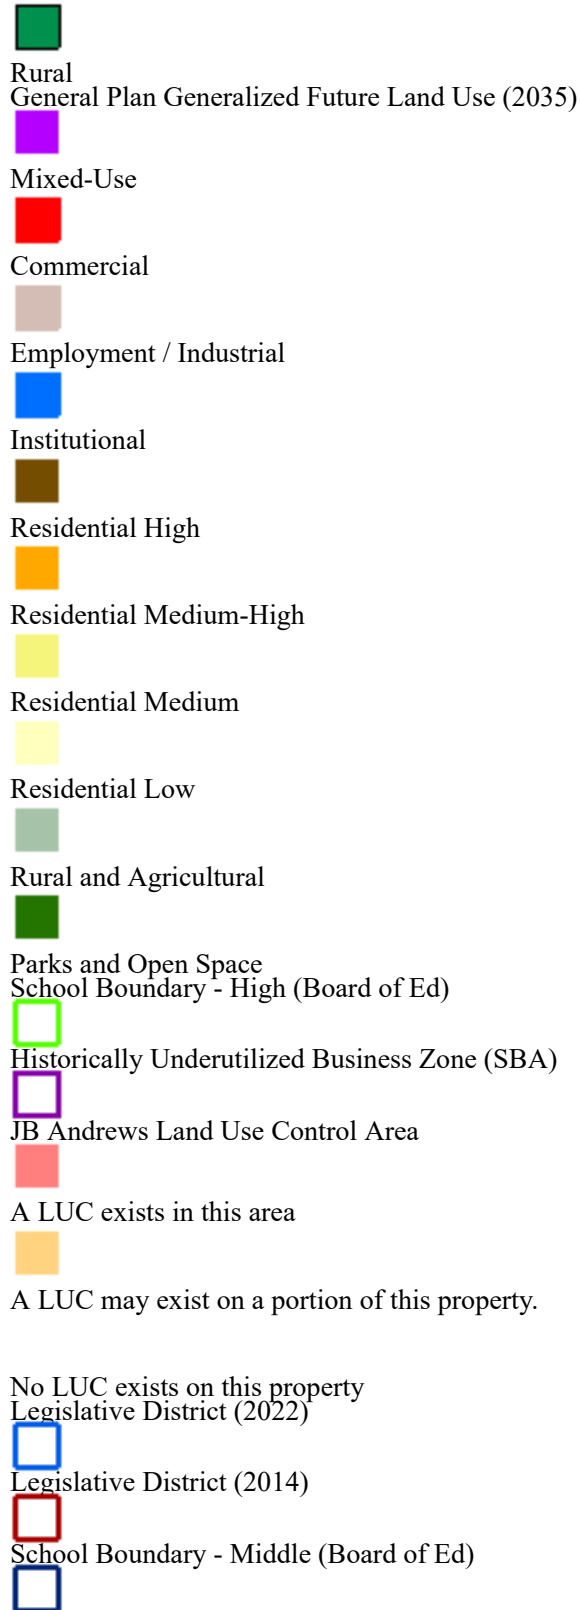 Rural
General Plan Generalized Future Land Use (2035)
Mixed-Use
Commercial
Employment / Industrial
Institutional
Residential High
Residential Medium-High
Residential Medium
Residential Low
Rural and Agricultural
Parks and Open Space
School Boundary - High (Board of Ed)
Historically Underutilized Business Zone (SBA)
JB Andrews Land Use Control Area
A LUC exists in this area
A LUC may exist on a portion of this property.
No LUC exists on this property
Legislative District (2022)
Legislative District (2014)
School Boundary - Middle (Board of Ed)